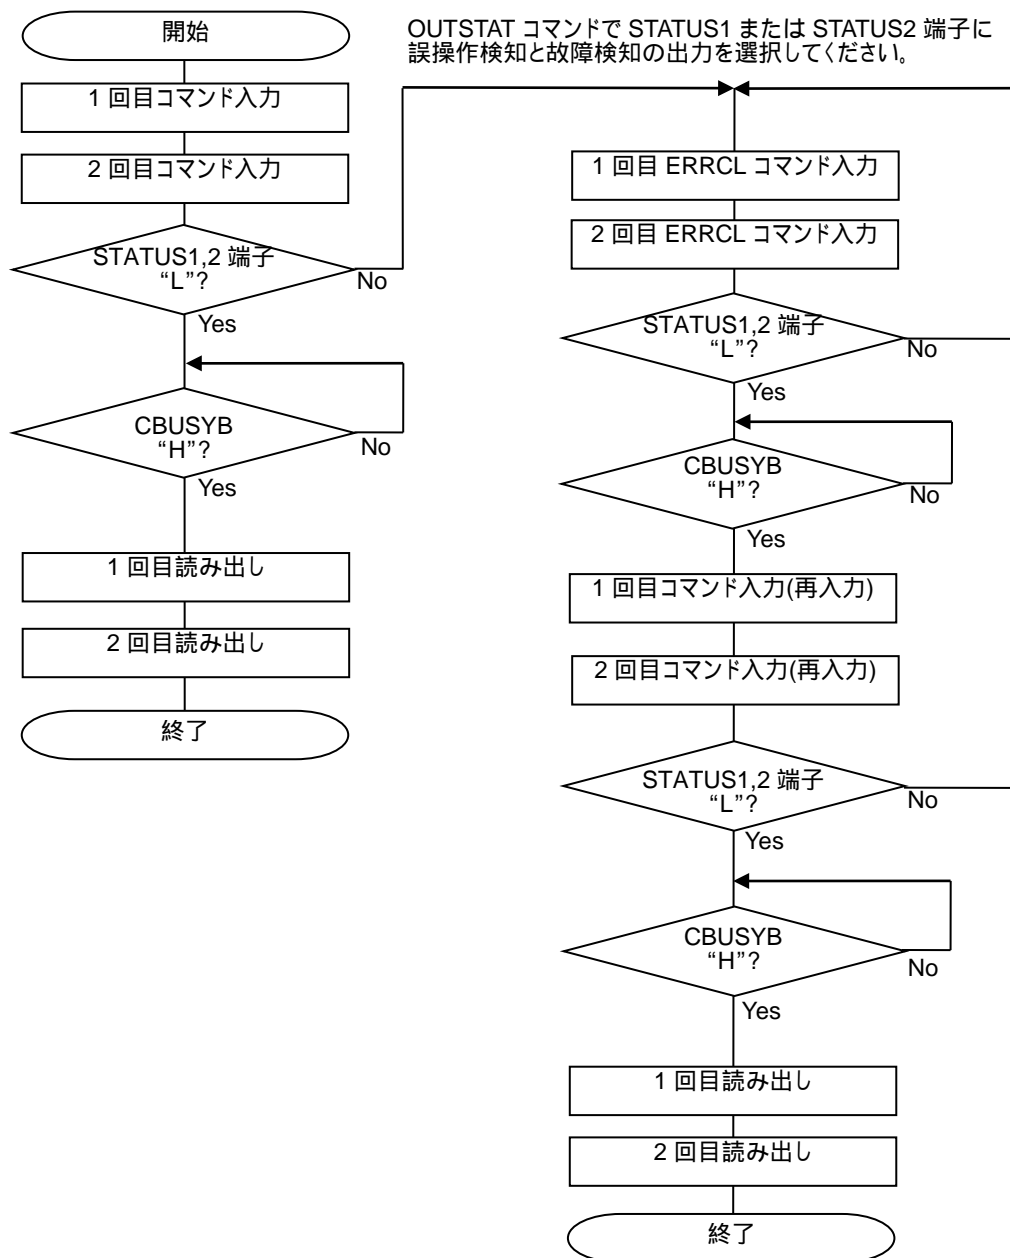 開始
1 回目コマンド入力
2 回目コマンド入力
STATUS1,2 端子
“L”?
No
Yes
CBUSYB
“H”?
No
Yes
1 回目読み出し
2 回目読み出し
終了
OUTSTAT コマンドで STATUS1 または STATUS2 端子に
誤操作検知と故障検知の出力を選択してください。
1 回目 ERRCL コマンド入力
2 回目 ERRCL コマンド入力
STATUS1,2 端子
“L”?
No
Yes
CBUSYB
“H”?
No
Yes
1 回目コマンド入力(再入力)
2 回目コマンド入力(再入力)
STATUS1,2 端子
“L”?
No
Yes
CBUSYB
“H”?
No
Yes
1 回目読み出し
2 回目読み出し
終了